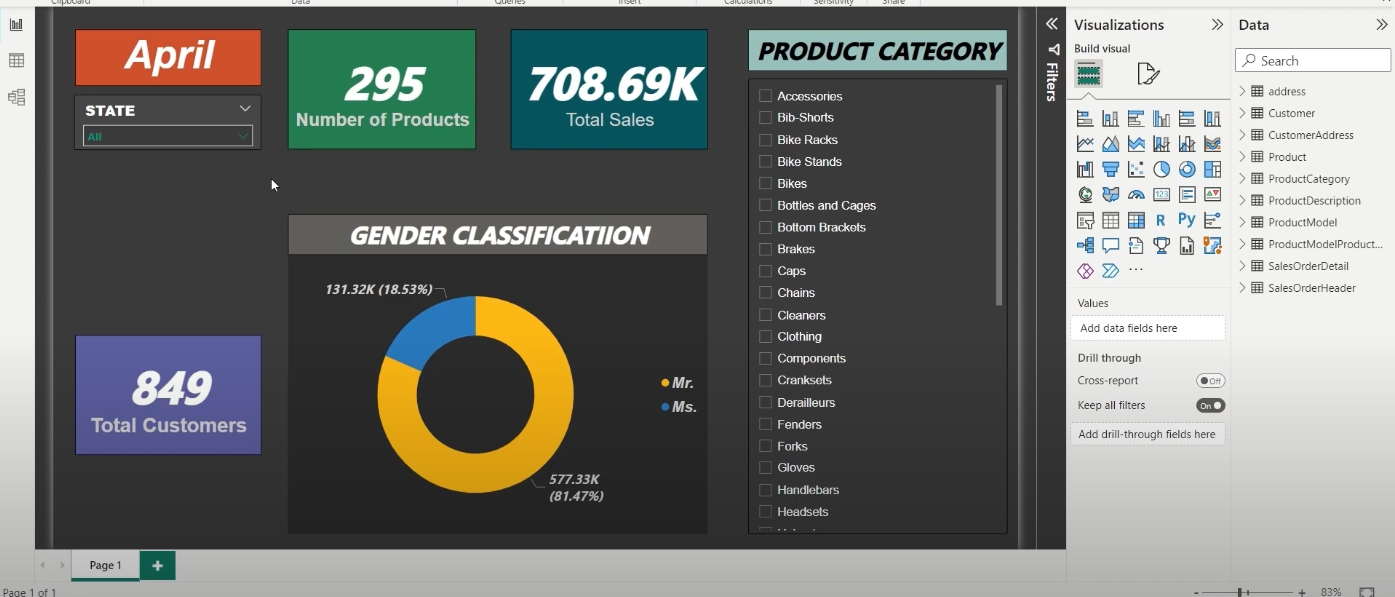 Clipboard
Data
Queries
Insert
Calculations
Sensitivity
Share
April
STATE
All
295
Number of Products
708.69K
Total Sales
PRODUCT CATEGORY
Accessories
Bib-Shorts
Bike Racks
Bike Stands
Bikes
Bottles and Cages
Bottom Brackets
Brakes
Caps
Chains
Cleaners
Clothing
Components
Cranksets
Derailleurs
Fenders
Forks
Gloves
Handlebars
Headsets
GENDER CLASSIFICATIION
131.32K (18.53%)
577.33K
(81.47%)
Mr.
Ms.
849
Total Customers
Filters
Visualizations
Build visual
123
R
Py
...
Values
Add data fields here
Drill through
Cross-report
Off
Keep all filters
On
Add drill-through fields here
Data
Search
address
Customer
CustomerAddress
Product
ProductCategory
ProductDescription
ProductModel
ProductModelProduct...
SalesOrderDetail
SalesOrderHeader
Page 1
+
Page 1 of 1
- + 83%